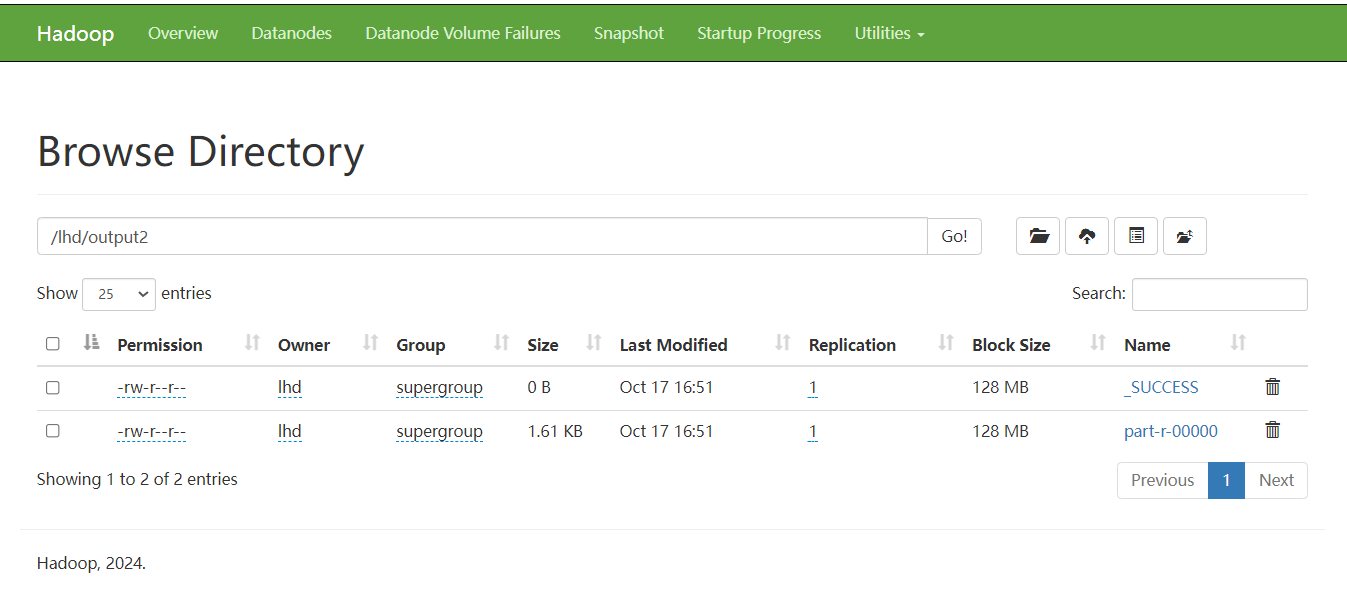 Hadoop Overview Datanodes Datanode Volume Failures Snapshot Startup Progress Utilities
Browse Directory
/lhd/output2 Go!
Show 25 entries Search:
Permission Owner Group Size Last Modified Replication Block Size Name
-rw-r--r-- lhd supergroup 0 B Oct 17 16:51 1 128 MB _SUCCESS
-rw-r--r-- lhd supergroup 1.61 KB Oct 17 16:51 1 128 MB part-r-00000
Showing 1 to 2 of 2 entries Previous 1 Next
Hadoop, 2024.